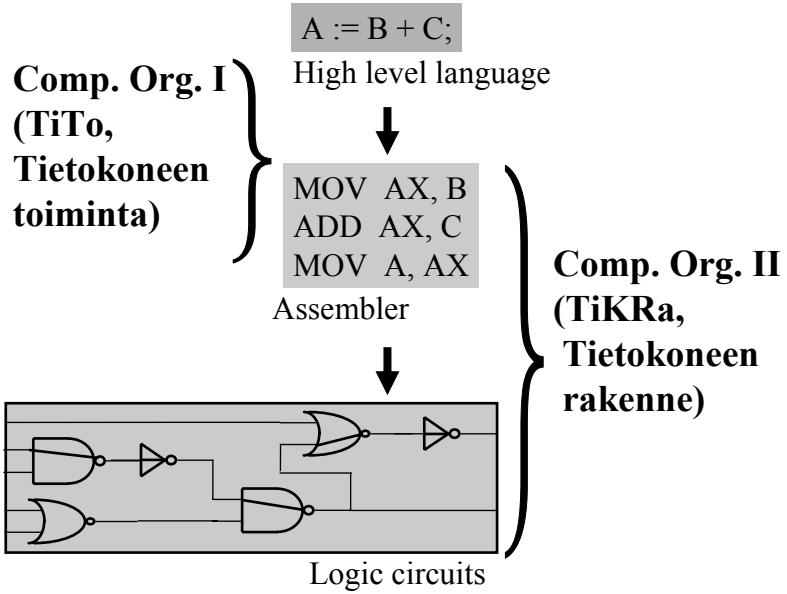 A := B + C;
High level language
Comp. Org. I
(TiTo,
Tietokoneen
toiminta)
MOV AX, B
ADD AX, C
MOV A, AX
Assembler
Comp. Org. II
(TiKRa,
Tietokoneen
rakenne)
Logic circuits